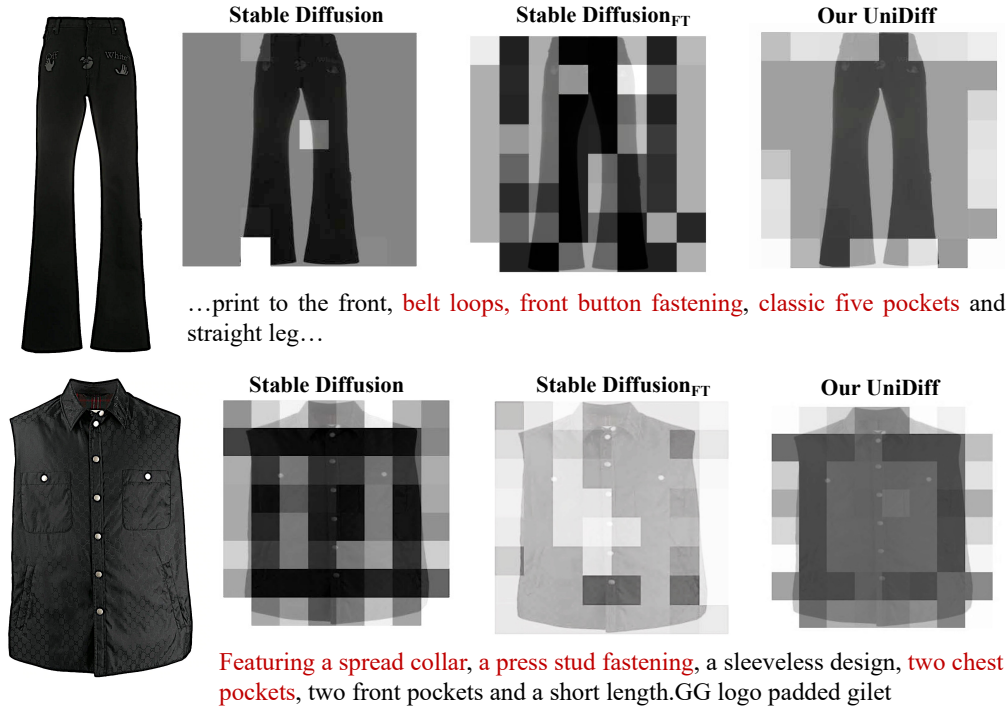 Stable Diffusion Stable Diffusion_FT Our UniDiff
White
…print to the front, belt loops, front button fastening, classic five pockets and
straight leg…
Stable Diffusion Stable Diffusion_FT Our UniDiff
Featuring a spread collar, a press stud fastening, a sleeveless design, two chest
pockets, two front pockets and a short length.GG logo padded gilet